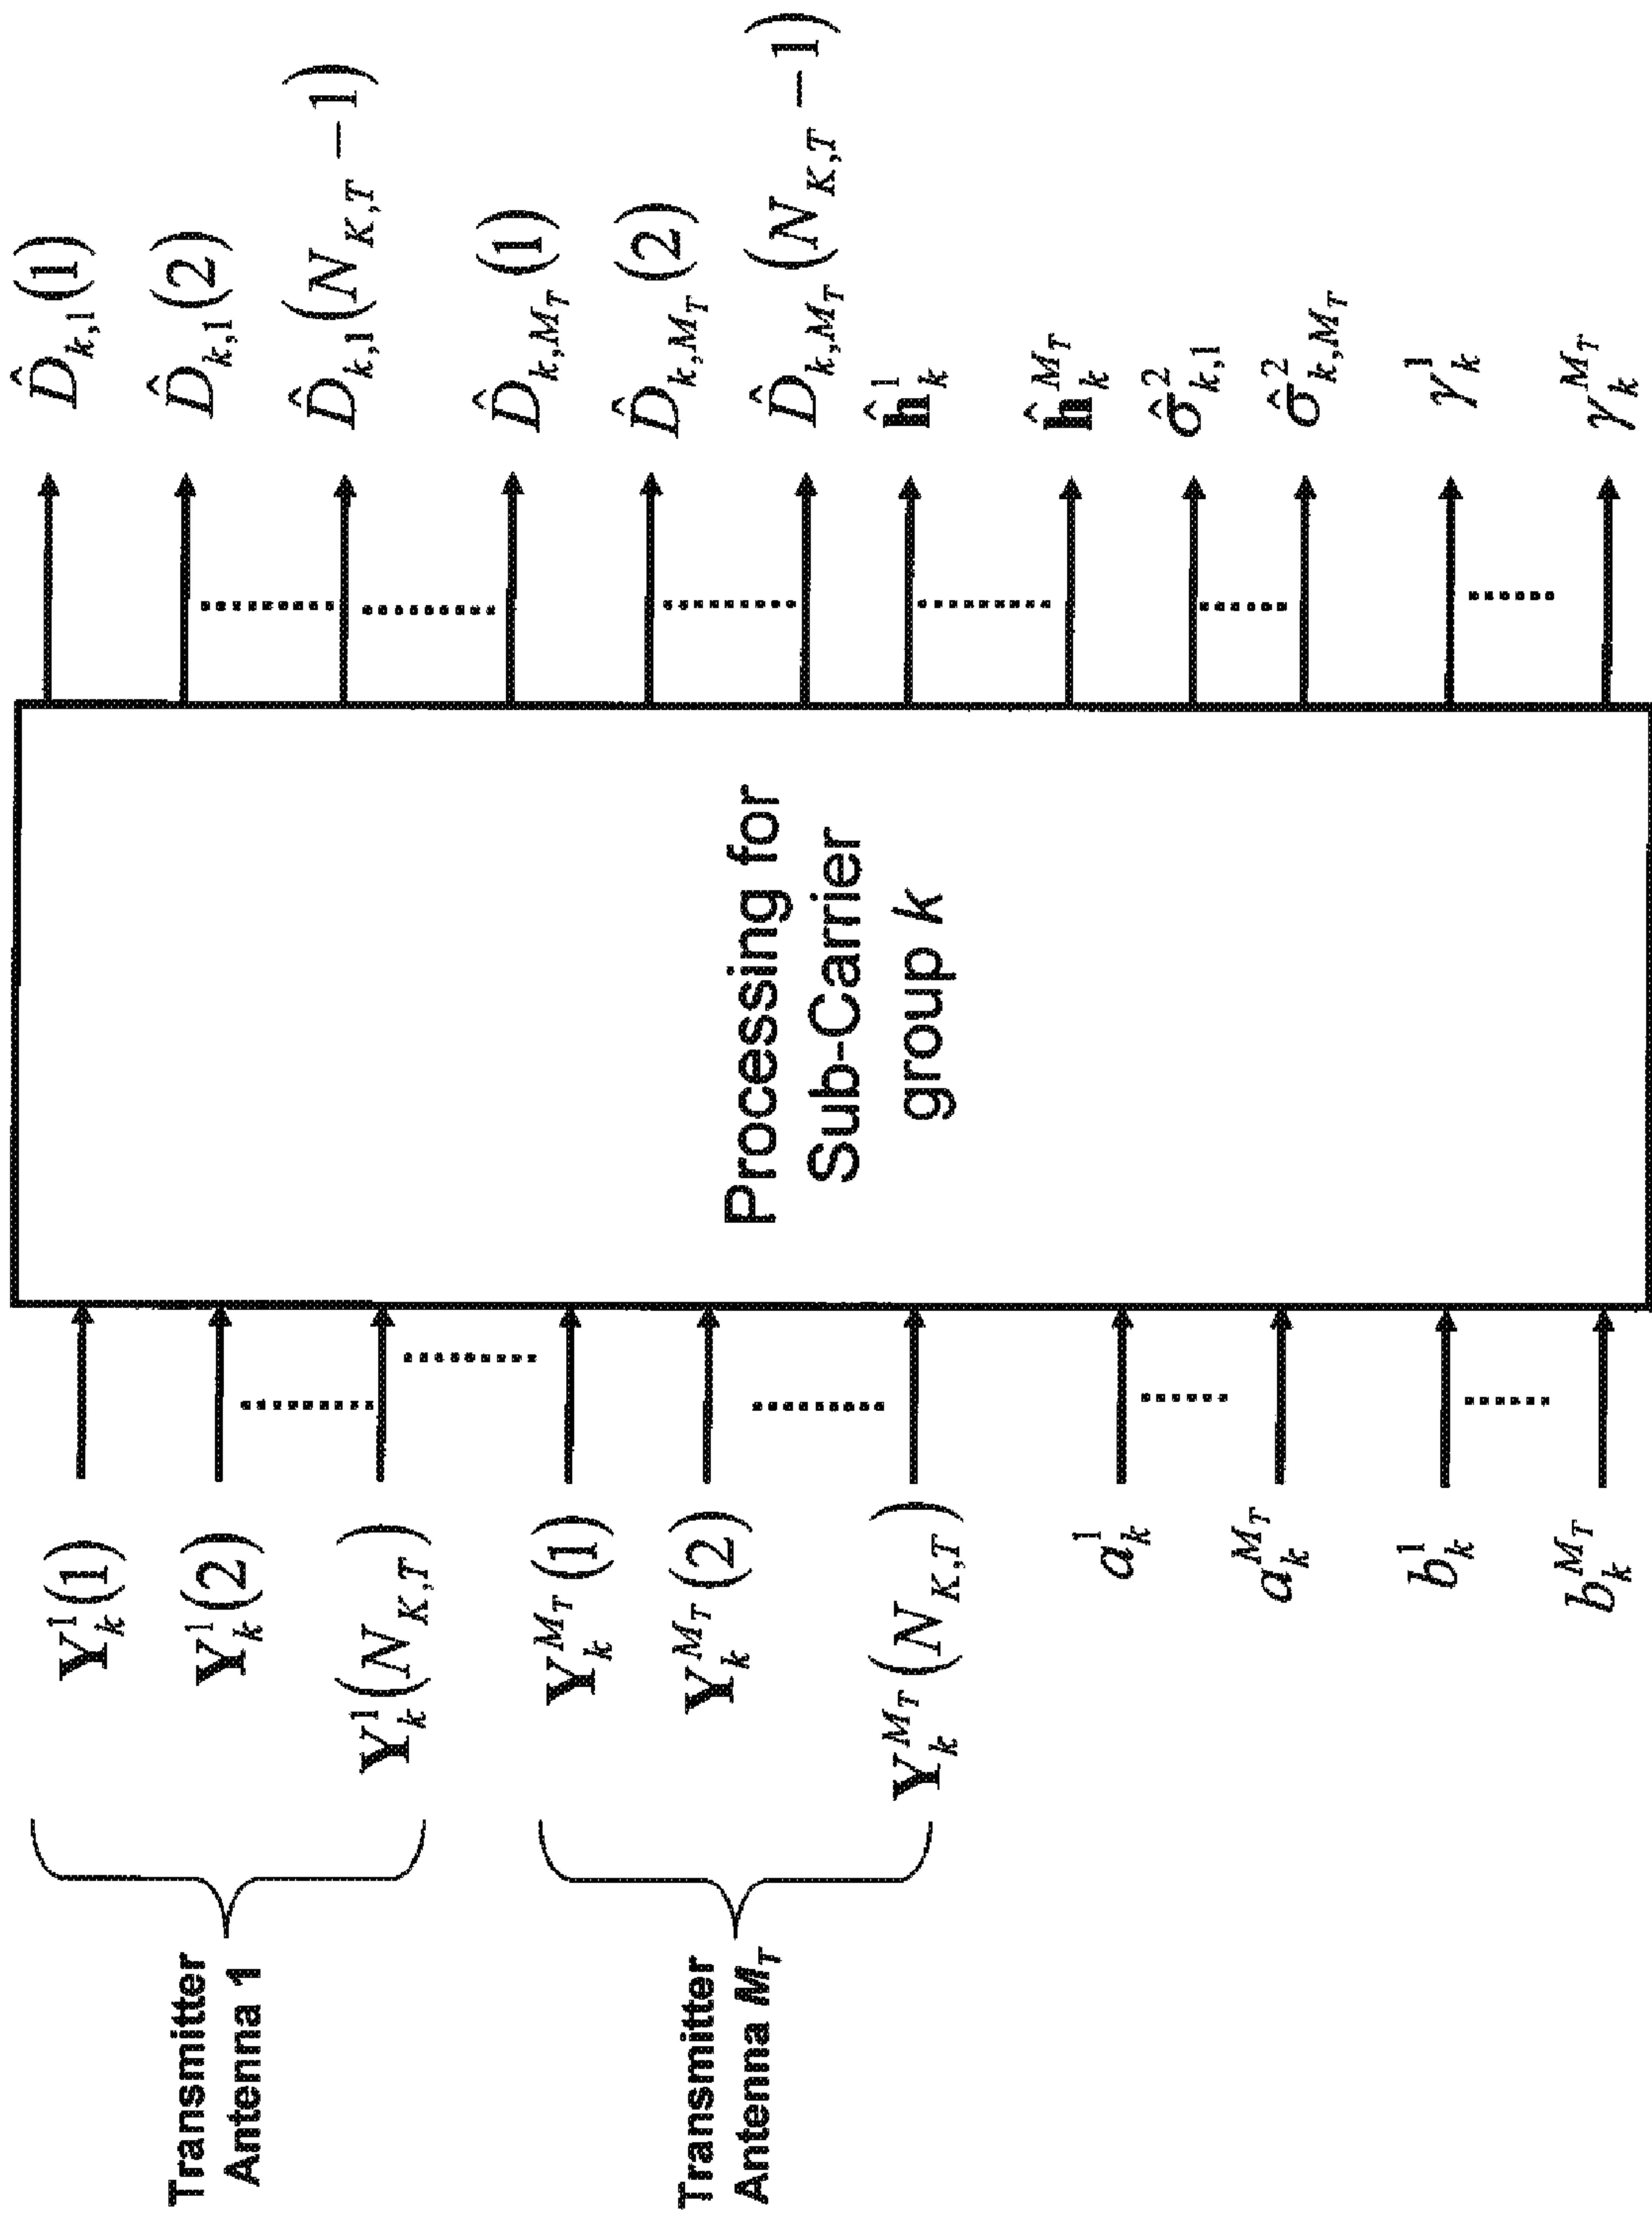 Transmitter
Antenna 1
Transmitter
Antenna M_T
Y_k^1(1)
Y_k^1(2)
Y_k^1(N_{K,T})
Y_k^{M_T}(1)
Y_k^{M_T}(2)
Y_k^{M_T}(N_{K,T})
a_k^1
a_k^{M_T}
b_k^1
b_k^{M_T}
Processing for
Sub-Carrier
group k
D̂_{k,1}(1)
D̂_{k,1}(2)
D̂_{k,1}(N_{K,T} − 1)
D̂_{k,M_T}(1)
D̂_{k,M_T}(2)
D̂_{k,M_T}(N_{K,T} − 1)
ĥ_k^1
ĥ_k^{M_T}
σ̂_{k,1}^2
σ̂_{k,M_T}^2
γ_k^1
γ_k^{M_T}